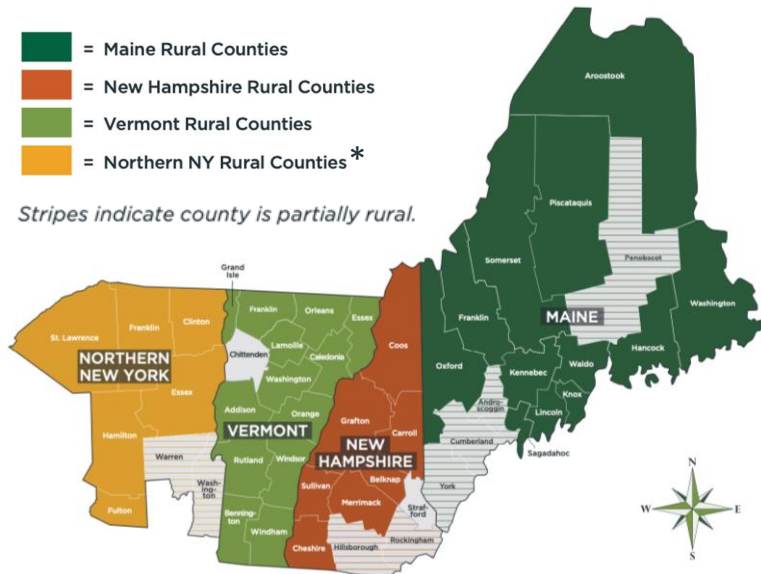 = Maine Rural Counties
= New Hampshire Rural Counties
= Vermont Rural Counties
= Northern NY Rural Counties*
Stripes indicate county is partially rural.
Aroostook
Piscataquis
Penobscot
Somerset
Washington
Franklin
MAINE
Hancock
Oxford
Kennebec
Waldo
Knox
Lincoln
Sagadahoc
Andro-
scoggin
Cumberland
York
Grand
Isle
St. Lawrence
Franklin
Clinton
NORTHERN
NEW YORK
Essex
Hamilton
Warren
Wash-
ing-
ton
Fulton
Franklin
Orleans
Essex
Chittenden
Lamoille
Caledonia
Washington
Addison
Orange
VERMONT
Rutland
Windsor
Benning-
ton
Windham
Coos
Grafton
Carroll
NEW
HAMPSHIRE
Belknap
Sullivan
Merrimack
Straf-
ford
Cheshire
Hillsborough
Rockingham
N
W
E
S